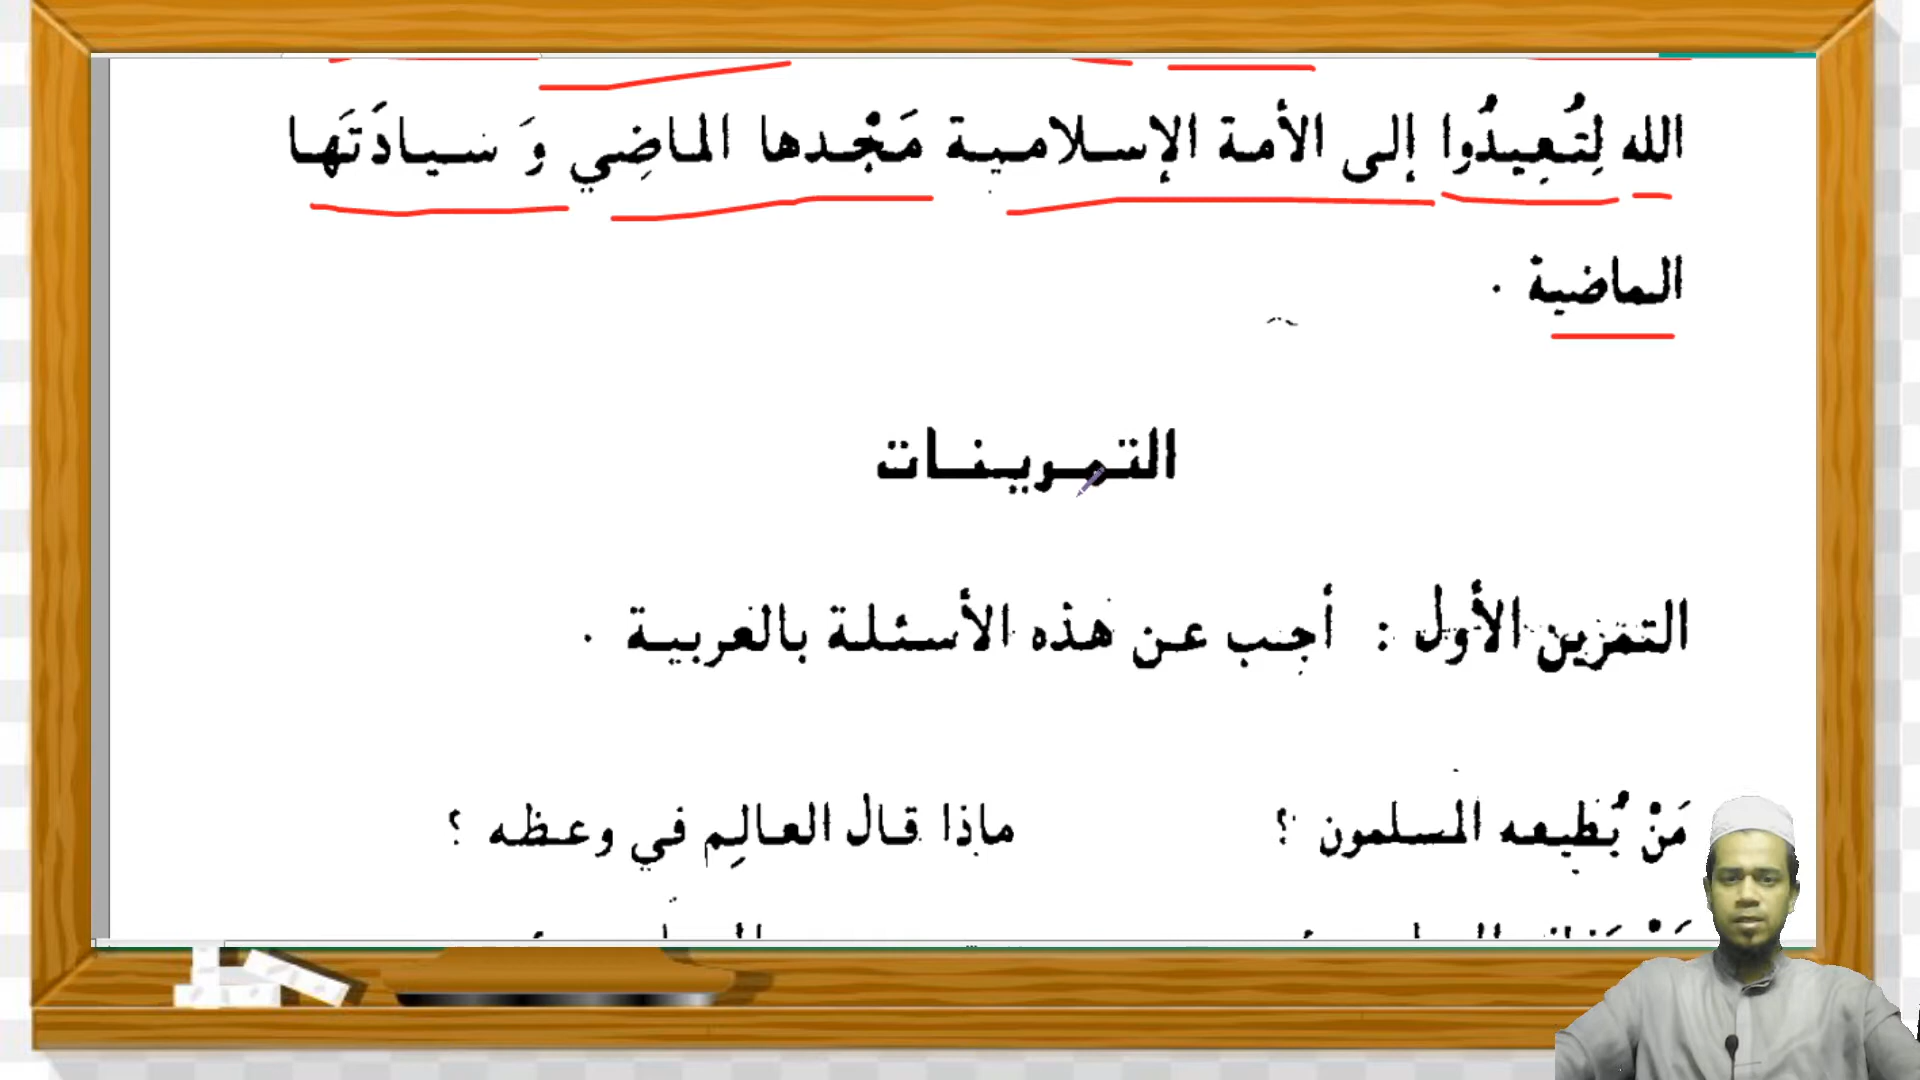 الله لِتُعِيدُوا إلى الأمة الإسلامية مَجْدها الماضِي وَ سيادَتَها
الماضية .
التمرينات
التمرين الأول : أجب عن هذه الأسئلة بالعربية .
مَنْ يُطيعه المسلمون ؟ ماذا قال العالِم في وعظه ؟